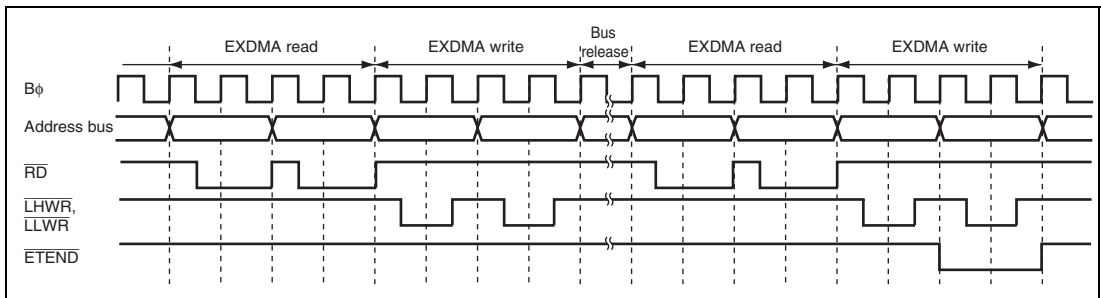 EXDMA read
EXDMA write
Bus
release
EXDMA read
EXDMA write
Bφ
Address bus
RD
LHWR,
LLWR
ETEND